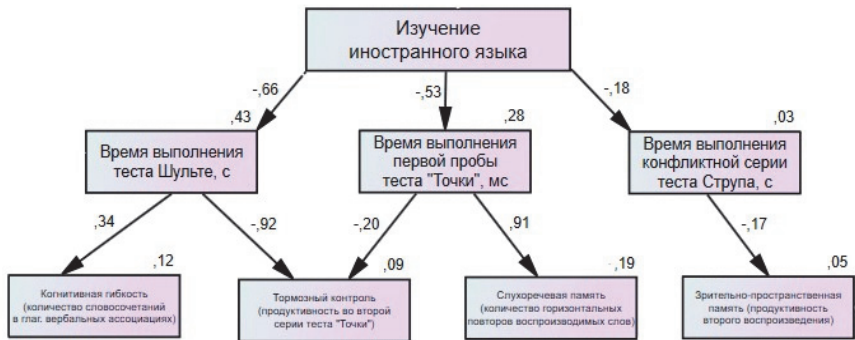 Изучение
иностранного языка
-,66
-,53
-,18
,43
,28
,03
Время выполнения
теста Шульте, с
Время выполнения
первой пробы
теста "Точки", мс
Время выполнения
конфликтной серии
теста Струпа, с
,34
-,92
-,20
,91
-,17
,12
,09
-,19
,05
Когнитивная гибкость
(количество словосочетаний
в глаг. вербальных ассоциациях)
Тормозный контроль
(продуктивность во второй
серии теста "Точки")
Слухоречевая память
(количество горизонтальных
повторов воспроизводимых слов)
Зрительно-пространственная
память (продуктивность
второго воспроизведения)